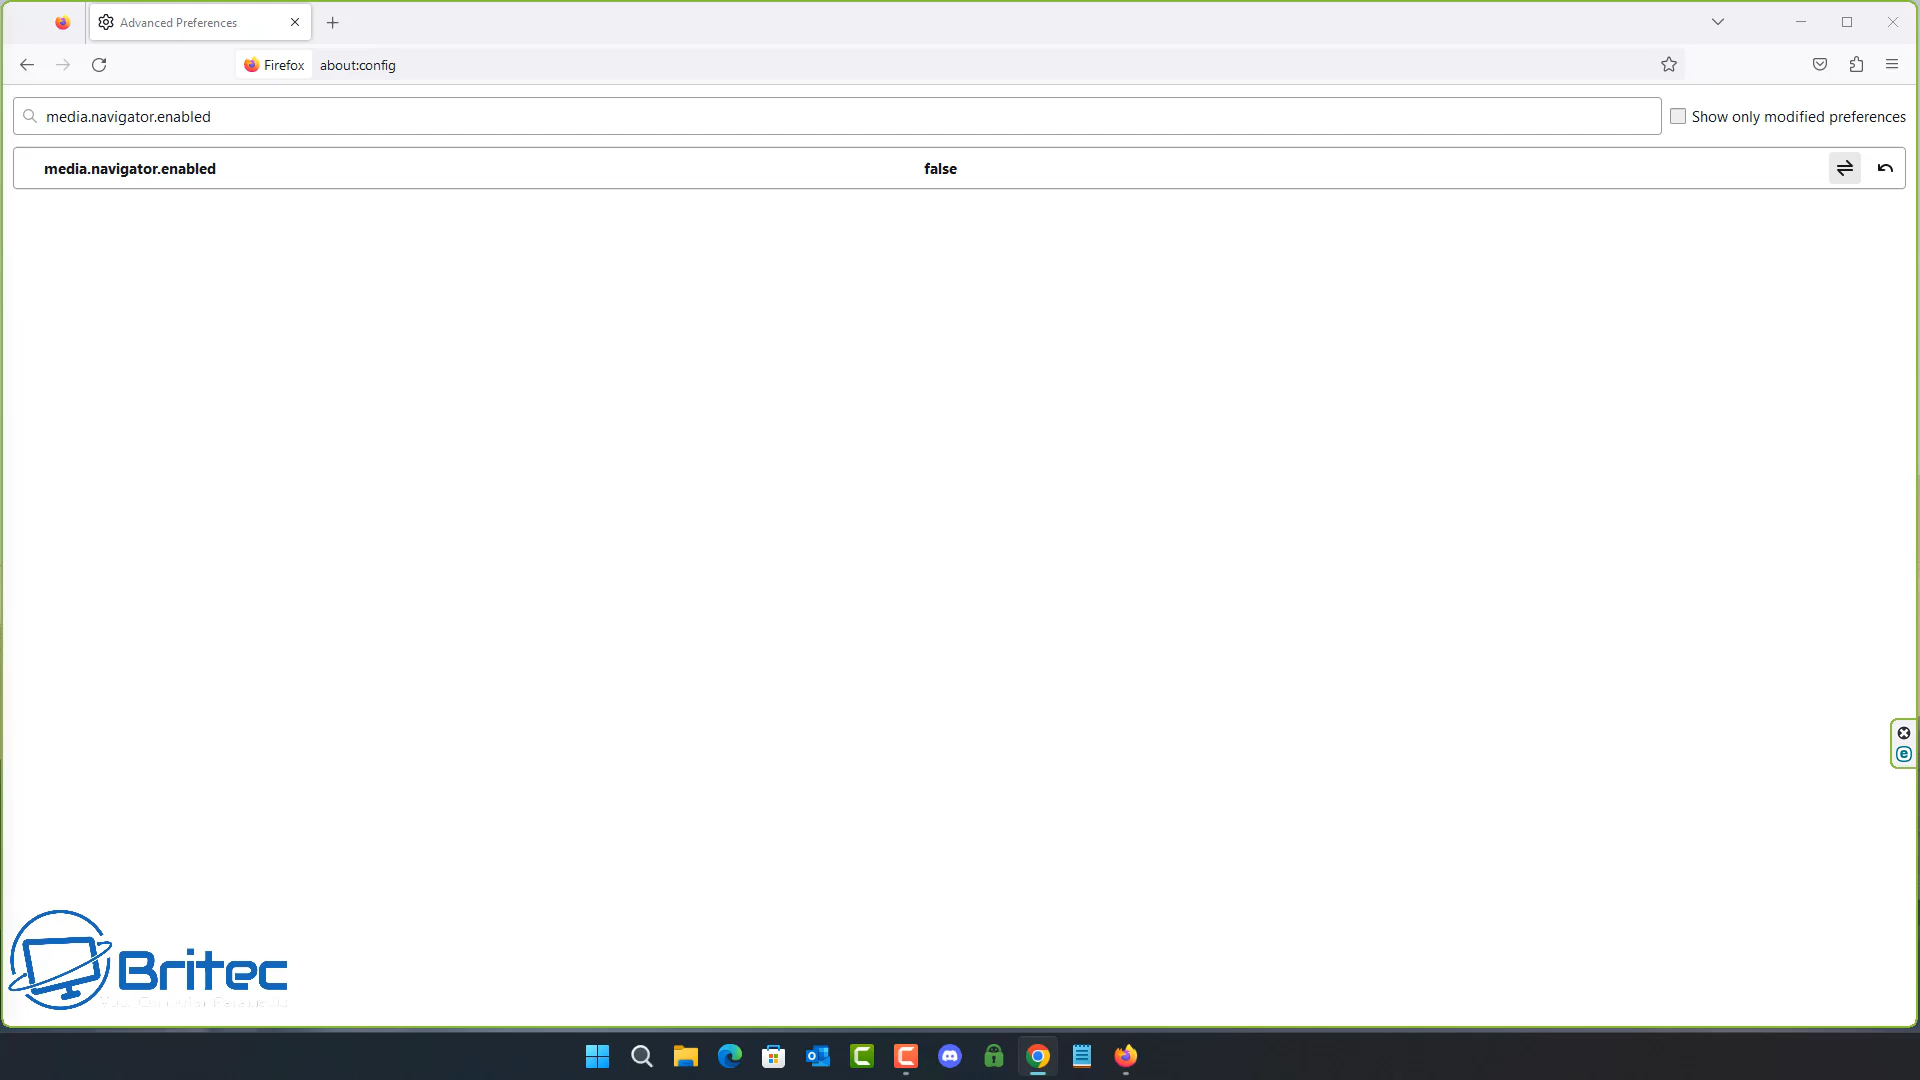 Advanced Preferences
Firefox
about:config
media.navigator.enabled
Show only modified preferences
media.navigator.enabled
false
Britec